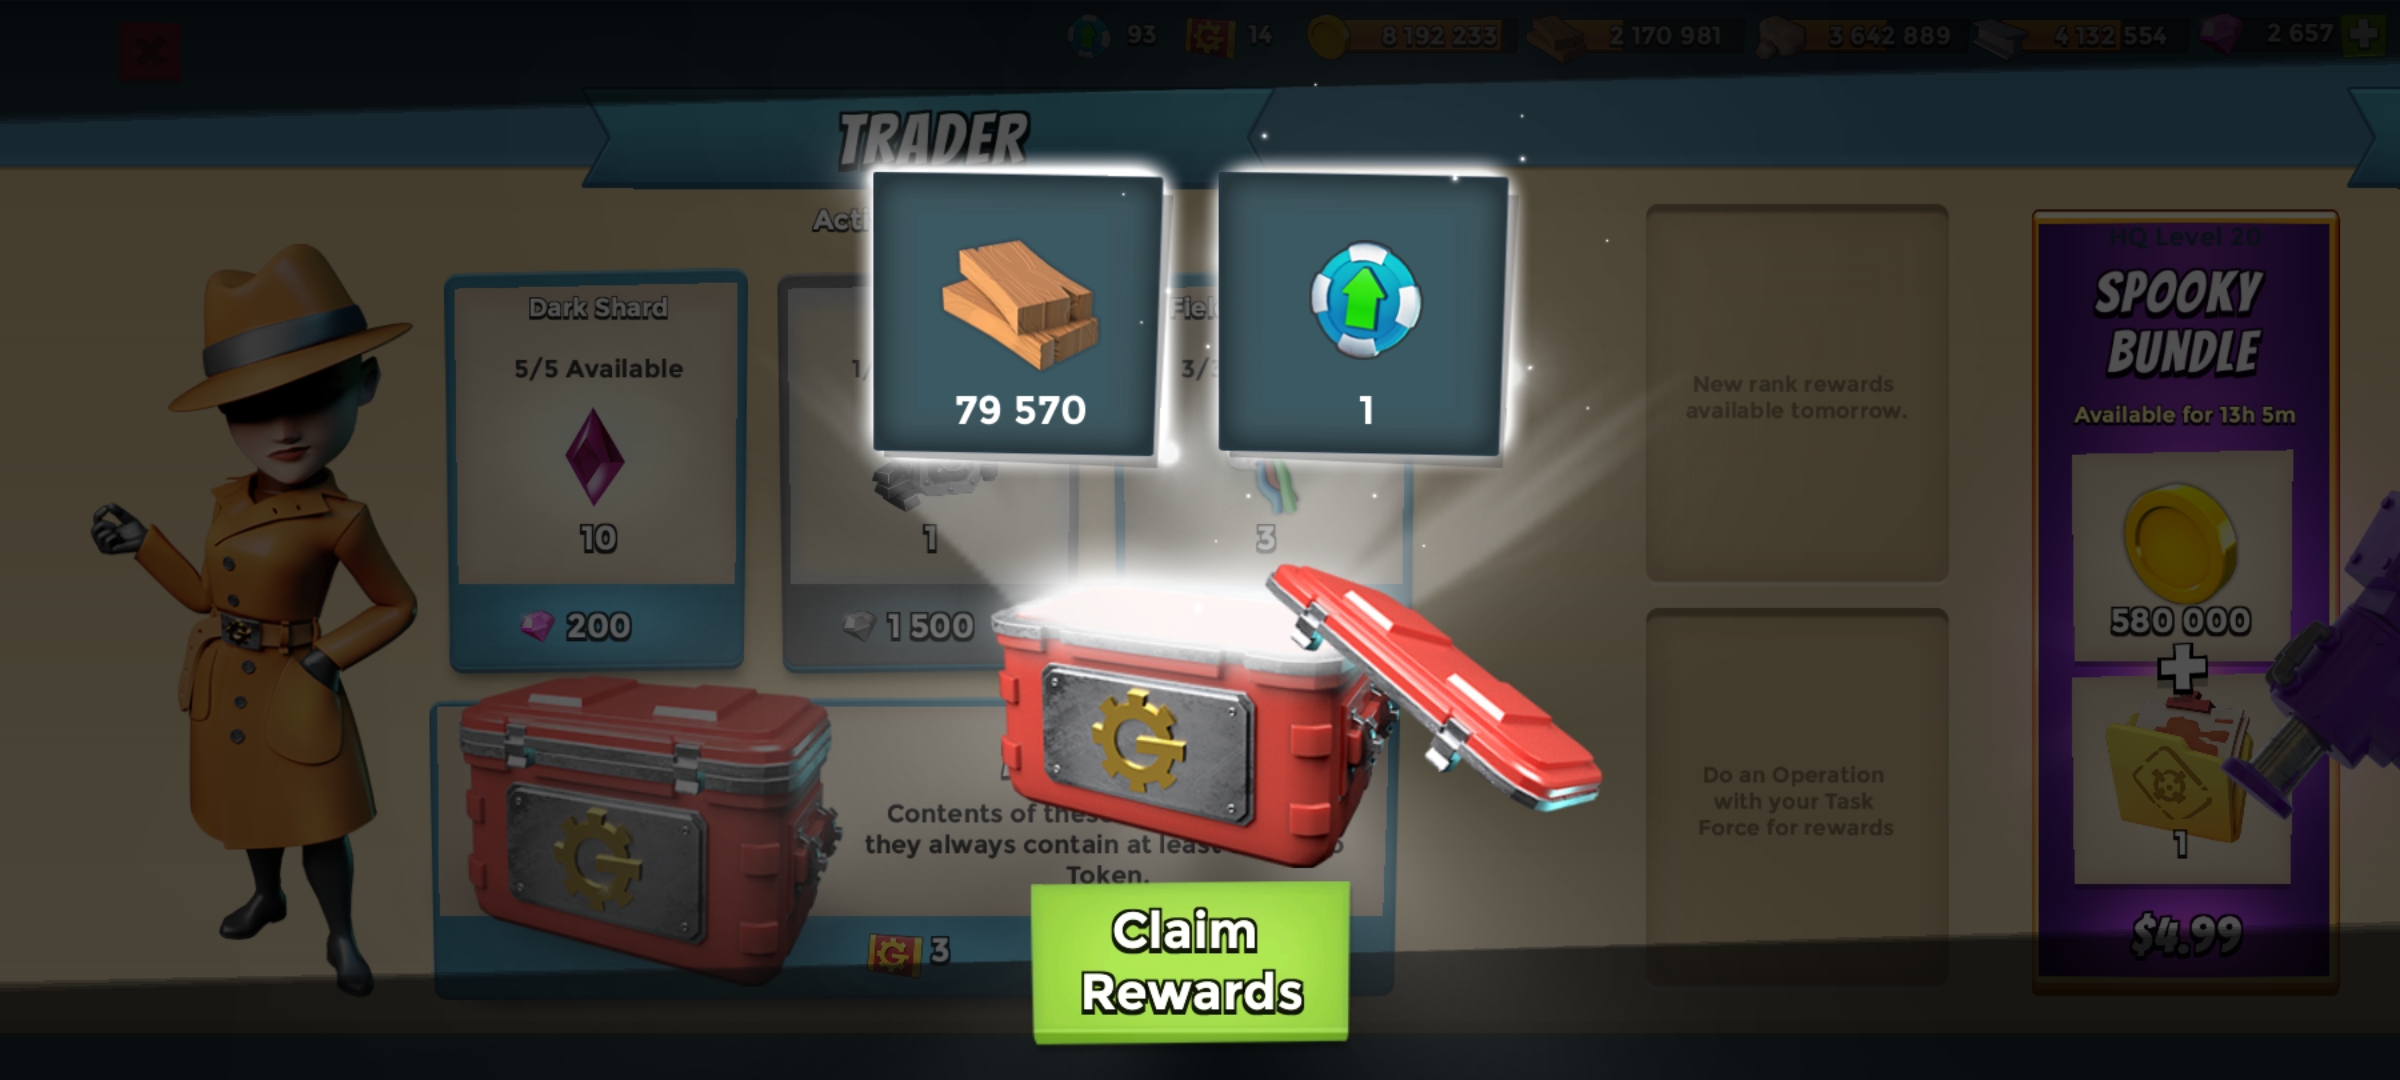 93
14
8 192 233
2 170 981
3 642 889
4 132 554
2 657
TRADER
79 570
1
Dark Shard
5/5 Available
10
200
1
1 500
3
Contents of
they always contain at least
Token.
G
G
3
Claim
Rewards
New rank rewards
available tomorrow.
Do an Operation
with your Task
Force for rewards
HQ Level 20
SPOOKY
BUNDLE
Available for 13h 5m
580 000
1
$4.99